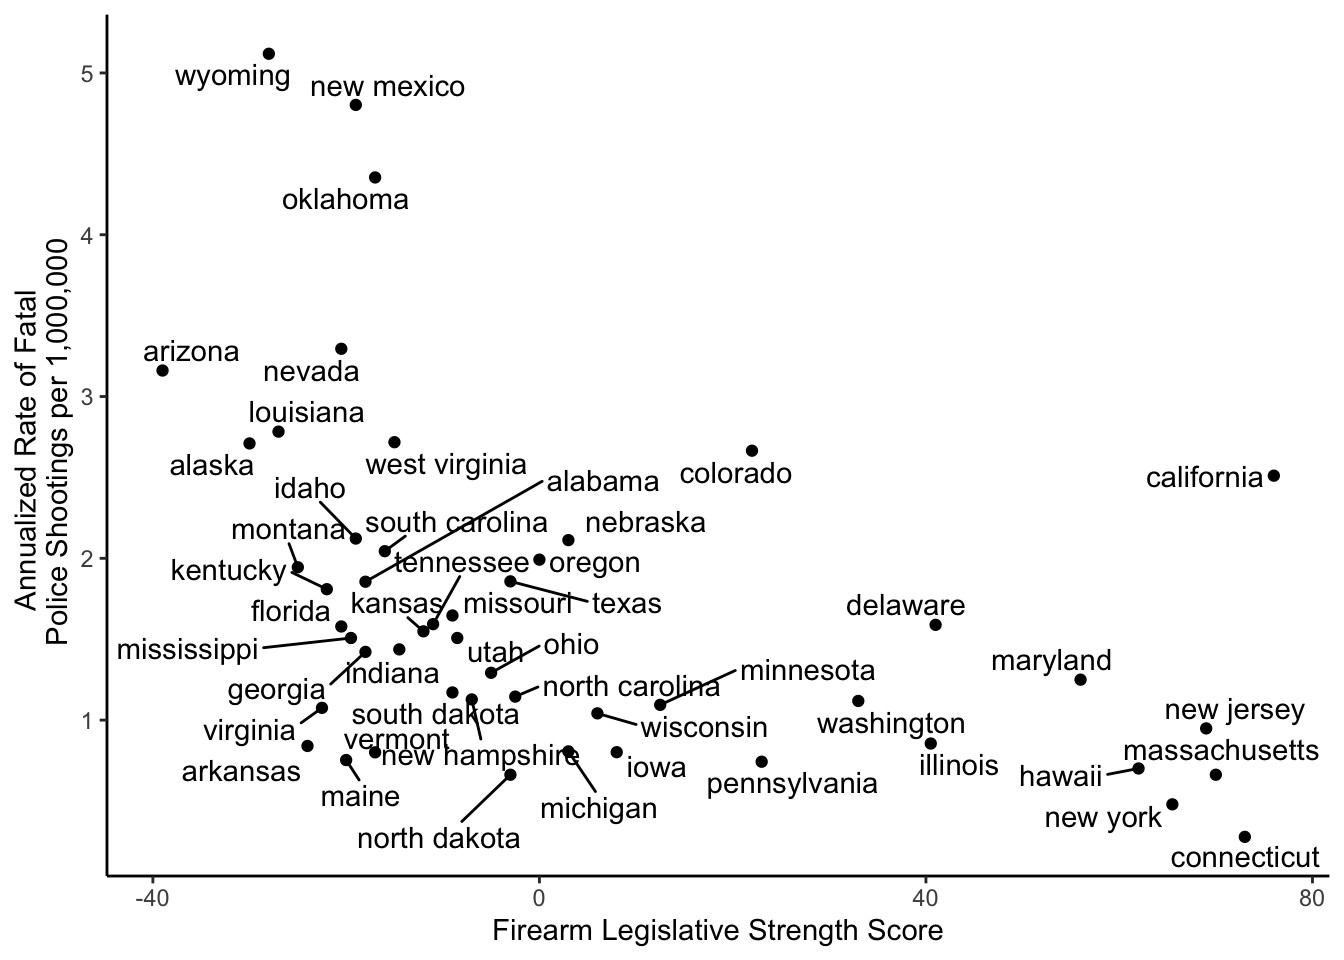 wyoming
new mexico
oklahoma
arizona
nevada
louisiana
alaska
west virginia
colorado
california
idaho
alabama
montana
south carolina
nebraska
kentucky
tennessee
oregon
florida
kansas
missouri
texas
delaware
mississippi
utah
ohio
indiana
georgia
minnesota
maryland
north carolina
virginia
south dakota
wisconsin
washington
new jersey
vermont
new hampshire
massachusetts
arkansas
iowa
illinois
hawaii
maine
pennsylvania
michigan
new york
north dakota
connecticut
5
4
3
2
1
-40
0
40
80
Annualized Rate of Fatal
Police Shootings per 1,000,000
Firearm Legislative Strength Score